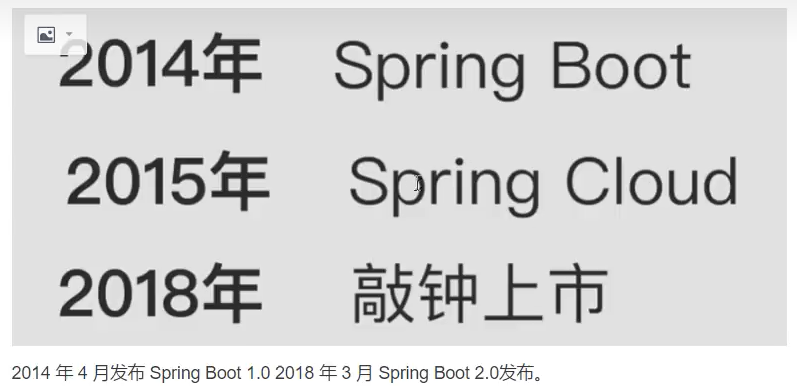 2014年 Spring Boot
2015年 Spring Cloud
2018年 敲钟上市
2014 年 4 月发布 Spring Boot 1.0 2018 年 3 月 Spring Boot 2.0发布。